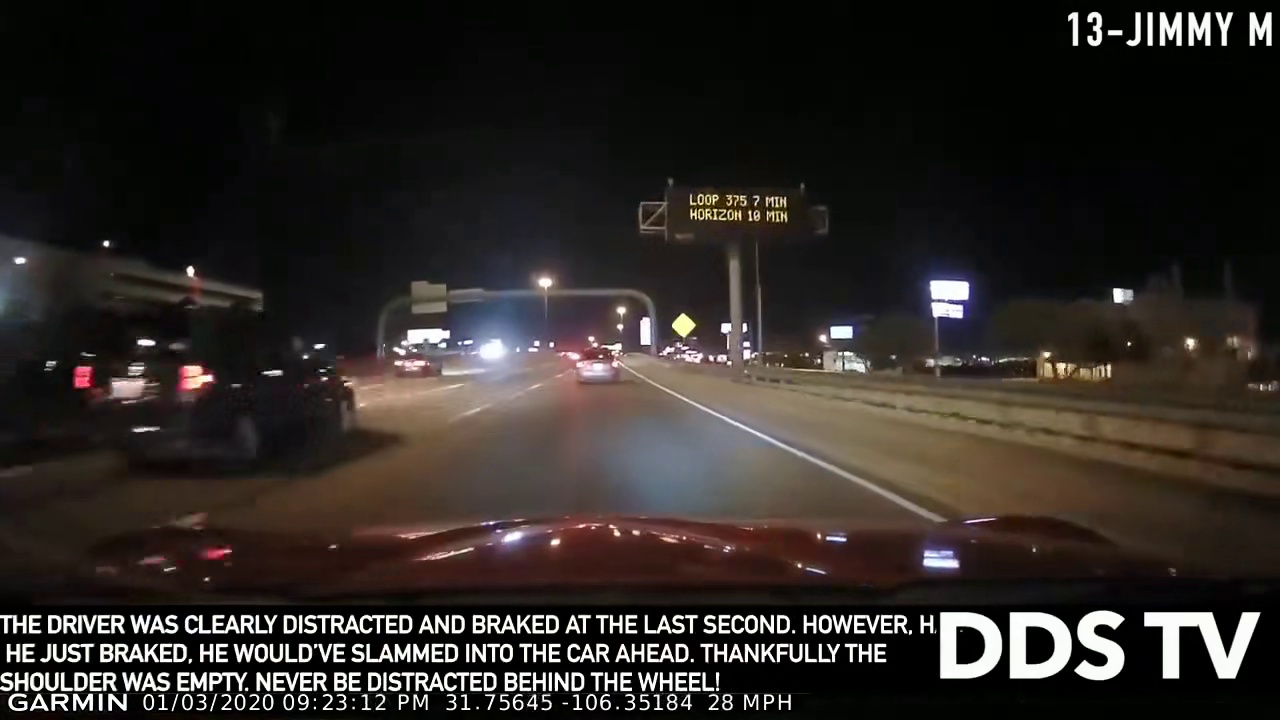 13-JIMMY M
LOOP 375 7 MIN
HORIZON 10 MIN
THE DRIVER WAS CLEARLY DISTRACTED AND BRAKED AT THE LAST SECOND. HOWEVER,
HE JUST BRAKED, HE WOULD'VE SLAMMED INTO THE CAR AHEAD. THANKFULLY THE
SHOULDER WAS EMPTY. NEVER BE DISTRACTED BEHIND THE WHEEL!
DDS TV
GARMIN 01/03/2020 09:23:12 PM 31.75645 -106.35184 28 MPH